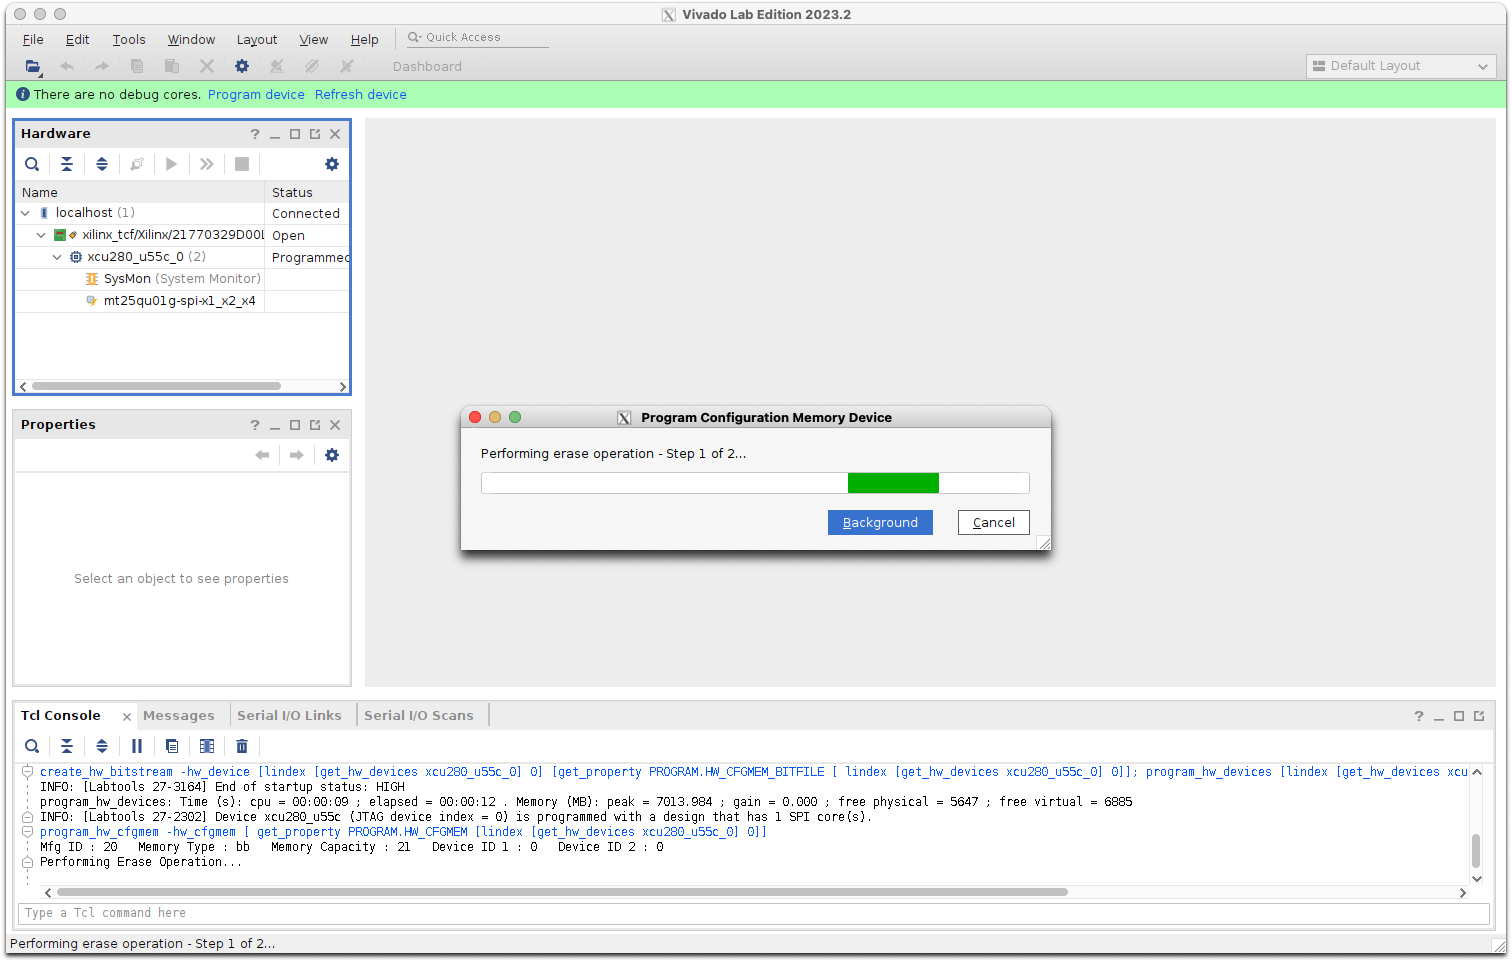 Vivado Lab Edition 2023.2
File Edit Tools Window Layout View Help Quick Access
Dashboard
Default Layout
There are no debug cores. Program device Refresh device
Hardware
Name Status
localhost (1) Connected
xilinx_tcf/Xilinx/21770329D00L Open
xcu280_u55c_0 (2) Programmed
SysMon (System Monitor)
mt25qu01g-spi-x1_x2_x4
Properties
Select an object to see properties
Program Configuration Memory Device
Performing erase operation - Step 1 of 2...
Background Cancel
Tcl Console Messages Serial I/O Links Serial I/O Scans
create_hw_bitstream -hw_device [lindex [get_hw_devices xcu280_u55c_0] 0] [get_property PROGRAM.HW_CFGMEM_BITFILE [ lindex [get_hw_devices xcu280_u55c_0] 0]]; program_hw_devices [lindex [get_hw_devices xcu
INFO: [Labtools 27-3164] End of startup status: HIGH
program_hw_devices: Time (s): cpu = 00:00:09 ; elapsed = 00:00:12 . Memory (MB): peak = 7013.984 ; gain = 0.000 ; free physical = 5647 ; free virtual = 6885
INFO: [Labtools 27-2302] Device xcu280_u55c (JTAG device index = 0) is programmed with a design that has 1 SPI core(s).
program_hw_cfgmem -hw_cfgmem [ get_property PROGRAM.HW_CFGMEM [lindex [get_hw_devices xcu280_u55c_0] 0]]
Mfg ID : 20 Memory Type : bb Memory Capacity : 21 Device ID 1 : 0 Device ID 2 : 0
Performing Erase Operation...
Type a Tcl command here
Performing erase operation - Step 1 of 2...